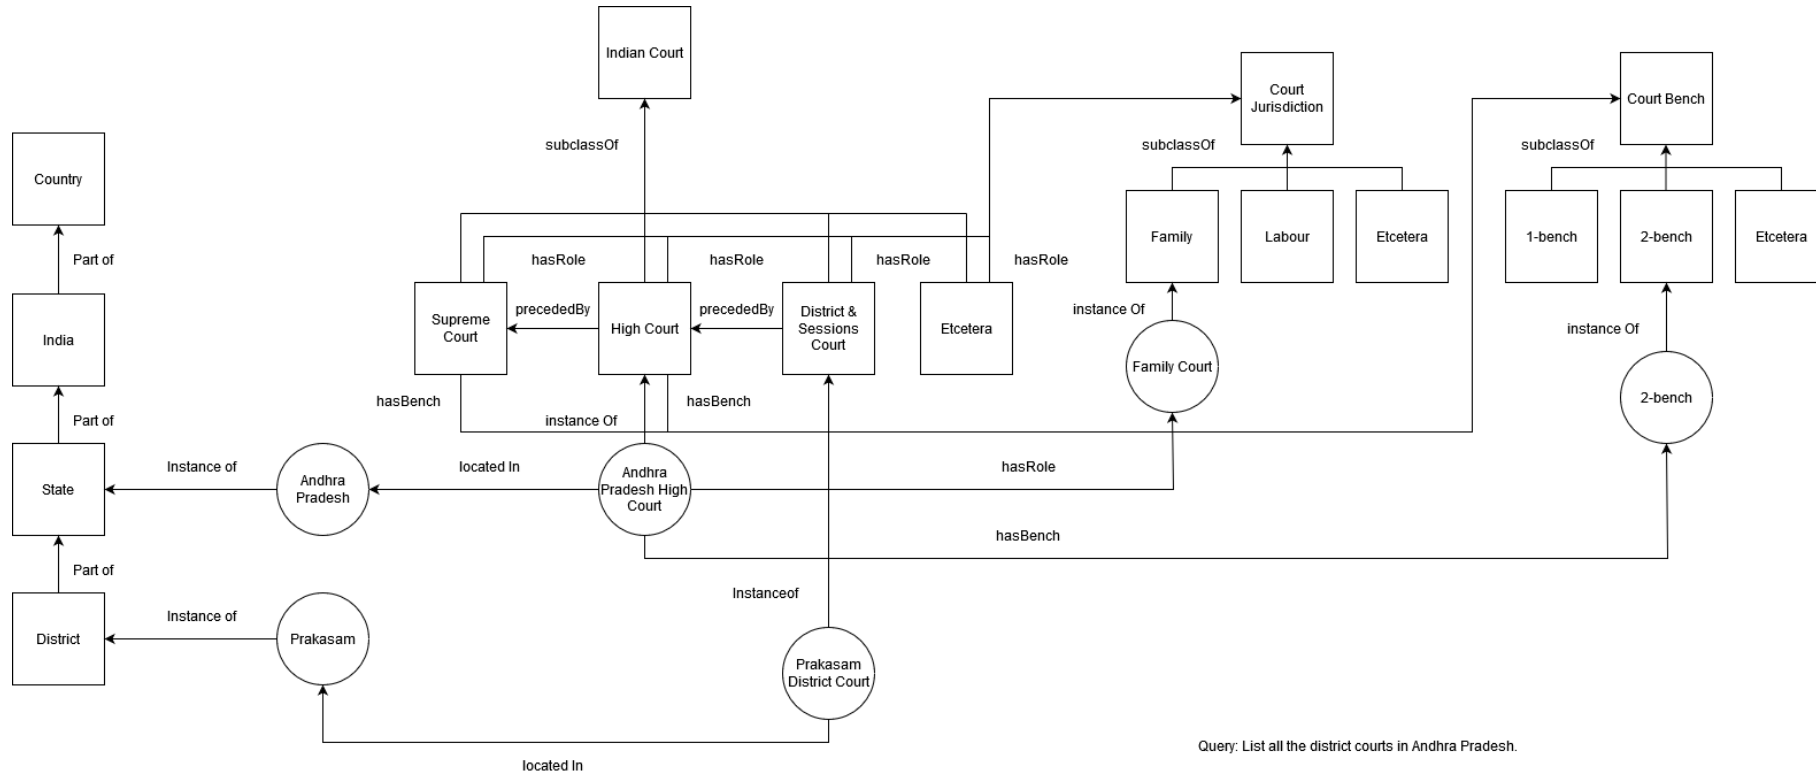 Indian Court
Court
Jurisdiction
Court Bench
subclassOf
subclassOf
subclassOf
Country
Family
Labour
Etcetera
1-bench
2-bench
Etcetera
Part of
hasRole
hasRole
hasRole
hasRole
India
Supreme
Court
precededBy
High Court
precededBy
District &
Sessions
Court
Etcetera
instance Of
instance Of
Family Court
2-bench
Part of
hasBench
instance Of
hasBench
State
Instance of
Andhra
Pradesh
located In
Andhra
Pradesh High
Court
hasRole
hasBench
Part of
Instanceof
District
Instance of
Prakasam
Prakasam
District Court
located In
Query: List all the district courts in Andhra Pradesh.